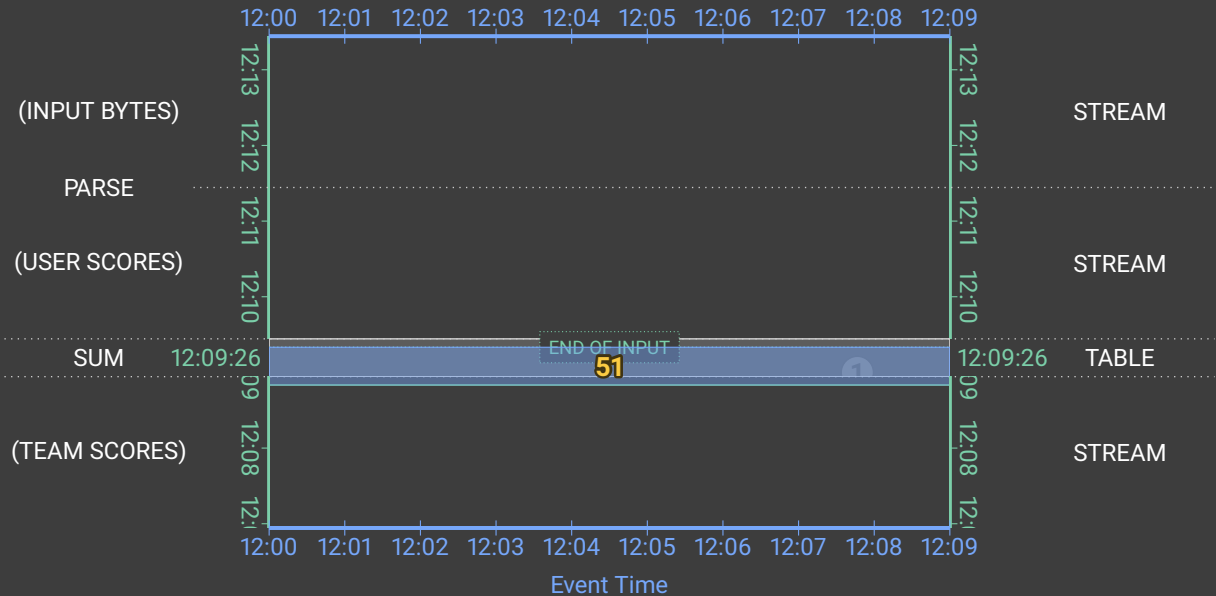 12:00 12:01 12:02 12:03 12:04 12:05 12:06 12:07 12:08 12:09
12:13 12:13
(INPUT BYTES) STREAM
12:12 12:12
PARSE
12:11 12:11
(USER SCORES) STREAM
12:10 12:10
END OF INPUT
SUM 12:09:26 51 1 12:09:26 TABLE
09 09
(TEAM SCORES) 12:08 12:08 STREAM
12: 12:
12:00 12:01 12:02 12:03 12:04 12:05 12:06 12:07 12:08 12:09
Event Time